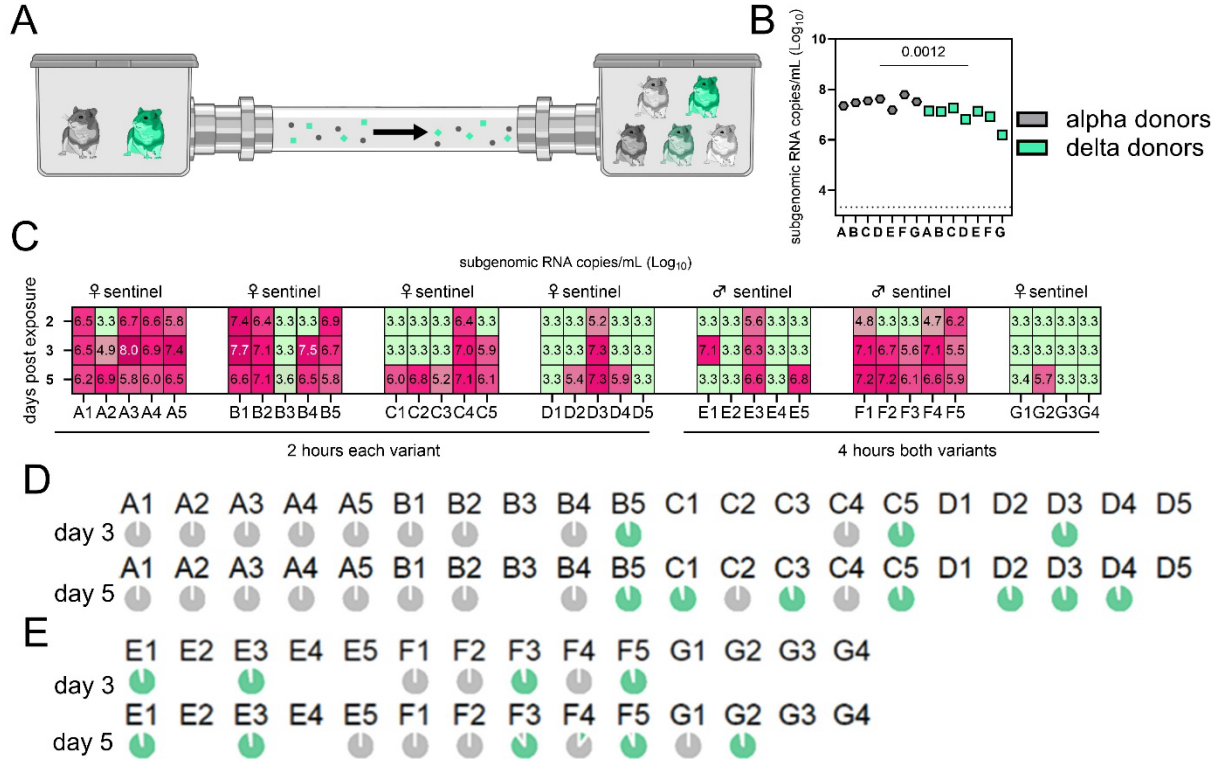 A
B
subgenomic RNA copies/mL (Log10)
10
8
6
4
0.0012
A B C D E F G A B C D E F G
alpha donors
delta donors
C
subgenomic RNA copies/mL (Log10)
♀ sentinel ♀ sentinel ♀ sentinel ♀ sentinel ♂ sentinel ♂ sentinel ♀ sentinel
days post exposure
2 6.5 3.3 6.7 6.6 5.8 7.4 6.4 3.3 3.3 6.9 3.3 3.3 3.3 6.4 3.3 3.3 3.3 5.2 3.3 3.3 3.3 3.3 5.6 3.3 3.3 4.8 3.3 3.3 4.7 6.2 3.3 3.3 3.3 3.3
3 6.5 4.9 8.0 6.9 7.4 7.7 7.1 3.3 7.5 6.7 3.3 3.3 3.3 7.0 5.9 3.3 3.3 7.3 3.3 3.3 7.1 3.3 6.3 3.3 3.3 7.1 6.7 5.6 7.1 5.5 3.3 3.3 3.3 3.3
5 6.2 6.9 5.8 6.0 6.5 6.6 7.1 3.6 6.5 5.8 6.0 6.8 5.2 7.1 6.1 3.3 5.4 7.3 5.9 3.3 3.3 3.3 6.6 3.3 6.8 7.2 7.2 6.1 6.6 5.9 3.4 5.7 3.3 3.3
A1 A2 A3 A4 A5 B1 B2 B3 B4 B5 C1 C2 C3 C4 C5 D1 D2 D3 D4 D5 E1 E2 E3 E4 E5 F1 F2 F3 F4 F5 G1 G2 G3 G4
2 hours each variant 4 hours both variants
D
A1 A2 A3 A4 A5 B1 B2 B3 B4 B5 C1 C2 C3 C4 C5 D1 D2 D3 D4 D5
day 3
A1 A2 A3 A4 A5 B1 B2 B3 B4 B5 C1 C2 C3 C4 C5 D1 D2 D3 D4 D5
day 5
E
E1 E2 E3 E4 E5 F1 F2 F3 F4 F5 G1 G2 G3 G4
day 3
E1 E2 E3 E4 E5 F1 F2 F3 F4 F5 G1 G2 G3 G4
day 5